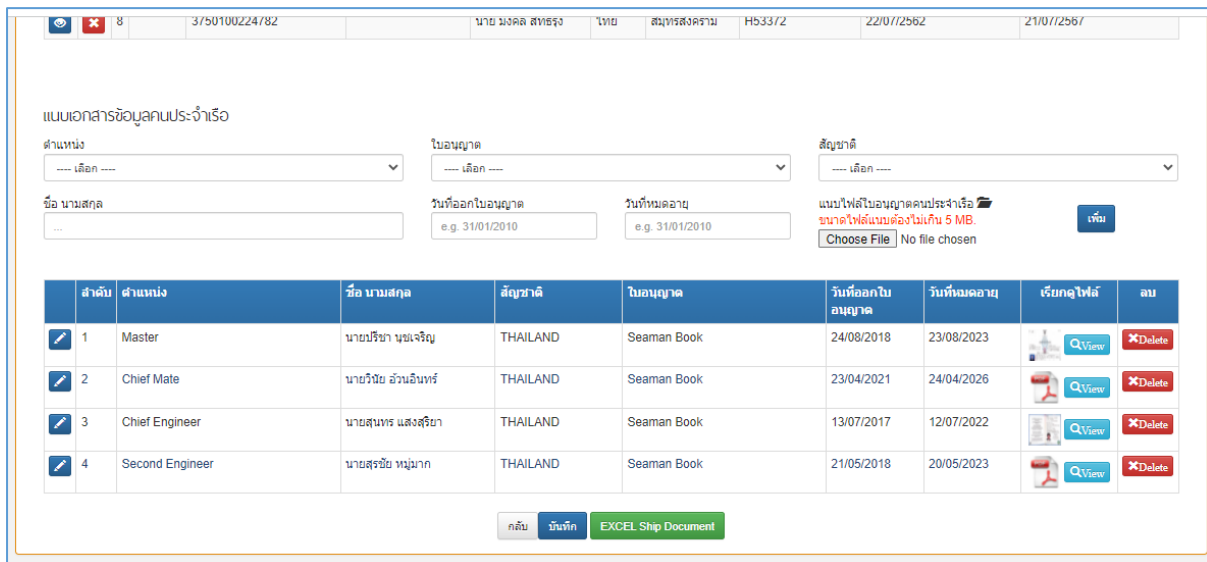 8 3750100224782 นาย มงคล สิทธรุ่ง ไทย สมุทรสงคราม H53372 22/07/2562 21/07/2567
แนบเอกสารข้อมูลคนประจำเรือ
ตำแหน่ง ใบอนุญาต สัญชาติ
---- เลือก ---- ---- เลือก ---- ---- เลือก ----
ชื่อ นามสกุล วันที่ออกใบอนุญาต วันที่หมดอายุ แนบไฟล์ใบอนุญาตคนประจำเรือ
ขนาดไฟล์แนบต้องไม่เกิน 5 MB.
... e.g. 31/01/2010 e.g. 31/01/2010 เพิ่ม
Choose File No file chosen
ลำดับ ตำแหน่ง ชื่อ นามสกุล สัญชาติ ใบอนุญาต วันที่ออกใบ วันที่หมดอายุ เรียกดูไฟล์ ลบ
อนุญาต
1 Master นายปรีชา นุชเจริญ THAILAND Seaman Book 24/08/2018 23/08/2023 View Delete
2 Chief Mate นายวินัย อ้วนอินทร์ THAILAND Seaman Book 23/04/2021 24/04/2026 View Delete
3 Chief Engineer นายสุนทร แสงสุริยา THAILAND Seaman Book 13/07/2017 12/07/2022 View Delete
4 Second Engineer นายสุรชัย หมู่มาก THAILAND Seaman Book 21/05/2018 20/05/2023 View Delete
กลับ บันทึก EXCEL Ship Document